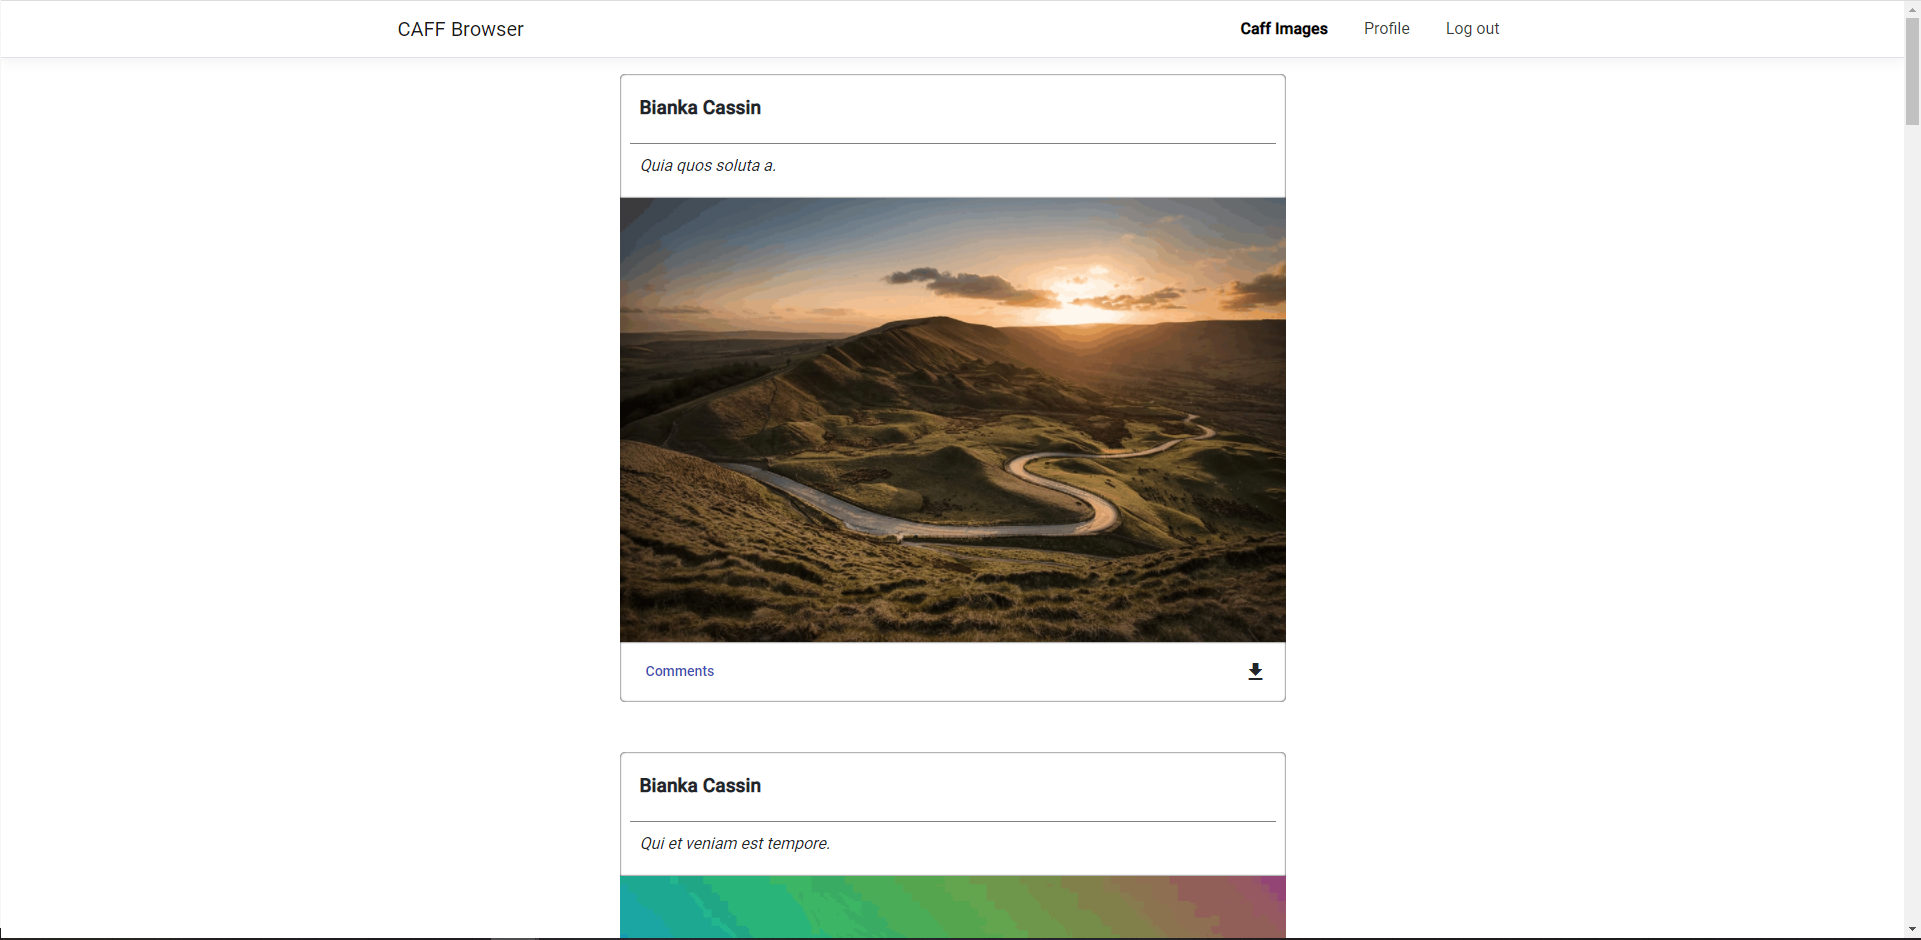 CAFF Browser
Caff Images
Profile
Log out
Bianka Cassin
Quia quos soluta a.
Comments
Bianka Cassin
Qui et veniam est tempore.